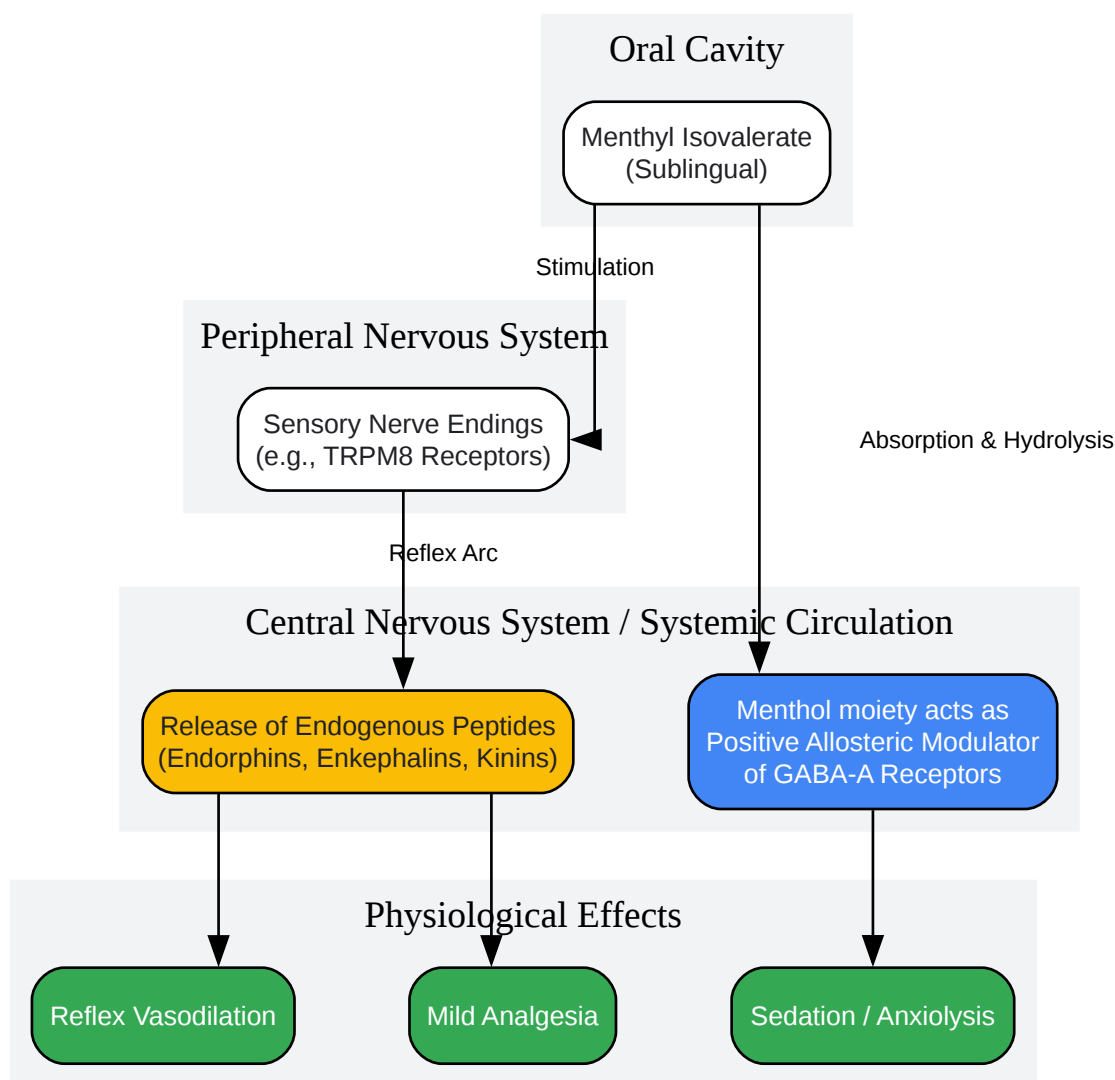 Oral Cavity
Menthyl Isovalerate
(Sublingual)
Stimulation
Peripheral Nervous System
Sensory Nerve Endings
(e.g., TRPM8 Receptors)
Absorption & Hydrolysis
Reflex Arc
Central Nervous System / Systemic Circulation
Release of Endogenous Peptides
(Endorphins, Enkephalins, Kinins)
Menthol moiety acts as
Positive Allosteric Modulator
of GABA-A Receptors
Physiological Effects
Reflex Vasodilation
Mild Analgesia
Sedation / Anxiolysis